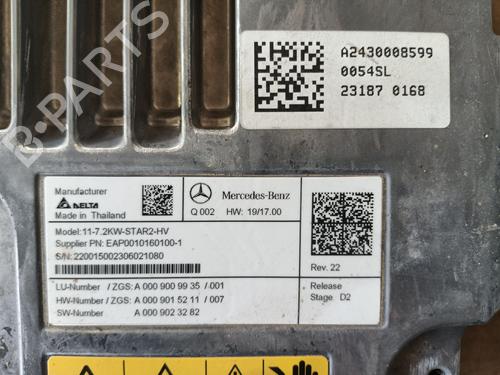 B-PARTS
A2430008599
0054SL
23187 0168
Manufacturer
DELTA
Made in Thailand
Mercedes-Benz
Q 002 HW: 19/17.00
Model:11-7.2KW-STAR2-HV
Supplier PN: EAP0010160100-1
S/N:220015002306021080
Rev. 22
LU-Number / ZGS: A 000 900 99 35 / 001
HW-Number / ZGS: A 000 901 52 11 / 007
SW-Number A 000 902 32 82
Release
Stage D2